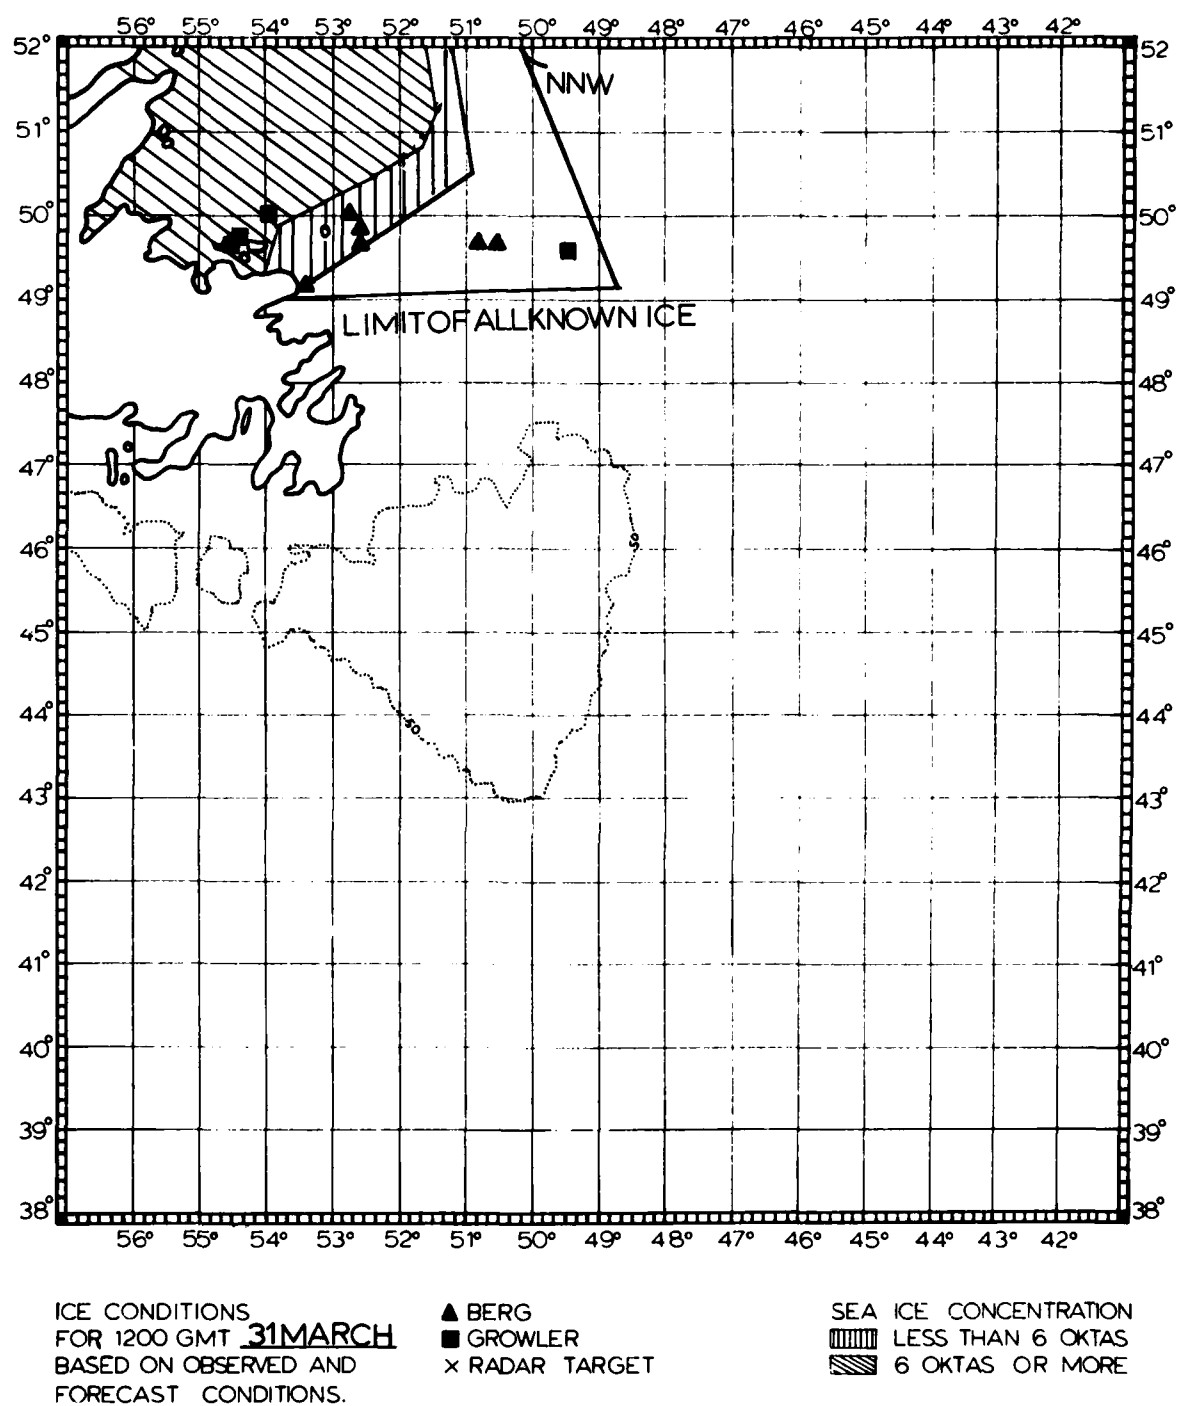 56° 55° 54° 53° 52° 51° 50° 49° 48° 47° 46° 45° 44° 43° 42°
52° 52
NNW
51° 51°
50° 50°
49° 49°
LIMIT OF ALL KNOWN ICE
48° 48°
47° 47°
50
46° 46°
45° 45°
50
44° 44°
43° 43°
42° 42°
41° 41°
40° 40°
39° 39°
38° 38°
56° 55° 54° 53° 52° 51° 50° 49° 48° 47° 46° 45° 44° 43° 42°
ICE CONDITIONS
FOR 1200 GMT 31 MARCH
BASED ON OBSERVED AND
FORECAST CONDITIONS.
BERG
GROWLER
× RADAR TARGET
SEA ICE CONCENTRATION
LESS THAN 6 OKTAS
6 OKTAS OR MORE